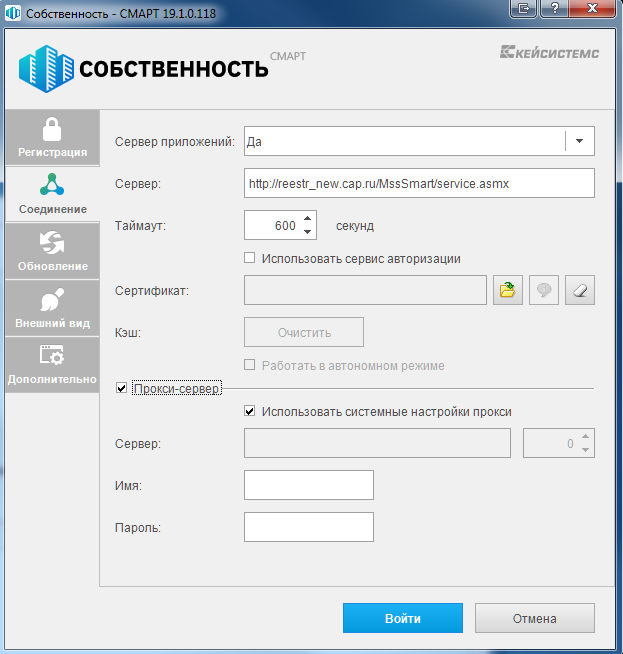 Собственность - СМАРТ 19.1.0.118
СОБСТВЕННОСТЬ СМАРТ
КЕЙСИСТЕМС
Регистрация
Соединение
Обновление
Внешний вид
Дополнительно
Сервер приложений: Да
Сервер: http://reestr_new.cap.ru/MssSmart/service.asmx
Таймаут: 600 секунд
Использовать сервис авторизации
Сертификат:
Кэш: Очистить
Работать в автономном режиме
Прокси-сервер
Использовать системные настройки прокси
Сервер: 0
Имя:
Пароль:
Войти Отмена